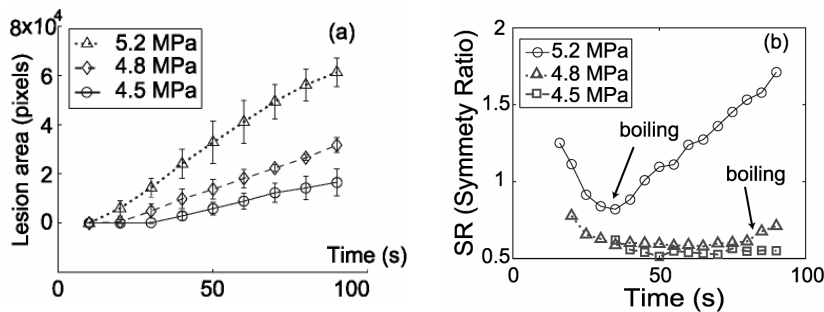 8x10⁴
(a)
5.2 MPa
4.8 MPa
4.5 MPa
6
4
2
0
Lesion area (pixels)
Time (s)
0
50
100
2
(b)
5.2 MPa
4.8 MPa
4.5 MPa
1.5
boiling
1
boiling
0.5
SR (Symmety Ratio)
0
50
100
Time (s)